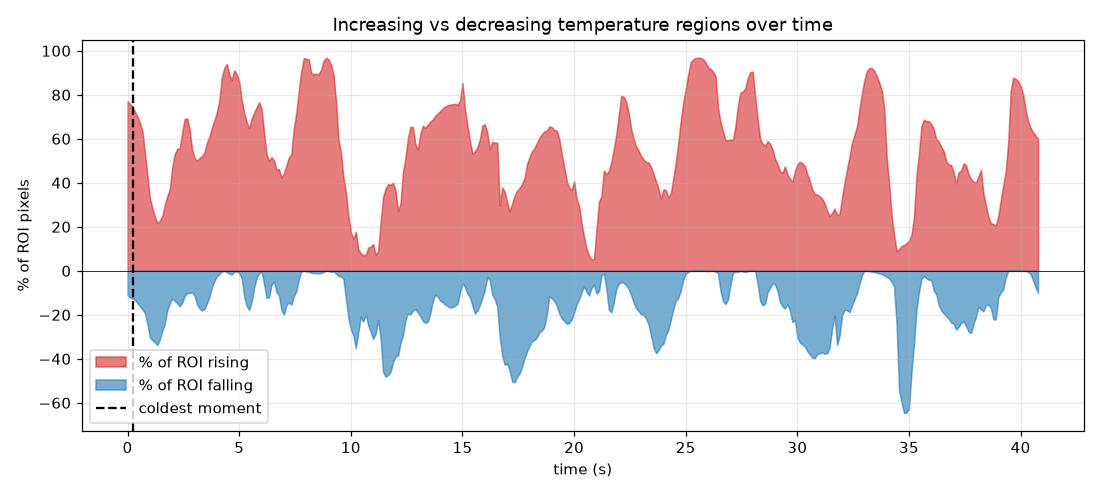 Increasing vs decreasing temperature regions over time
% of ROI pixels
100
80
60
40
20
0
−20
−40
−60
% of ROI rising
% of ROI falling
coldest moment
0 5 10 15 20 25 30 35 40
time (s)